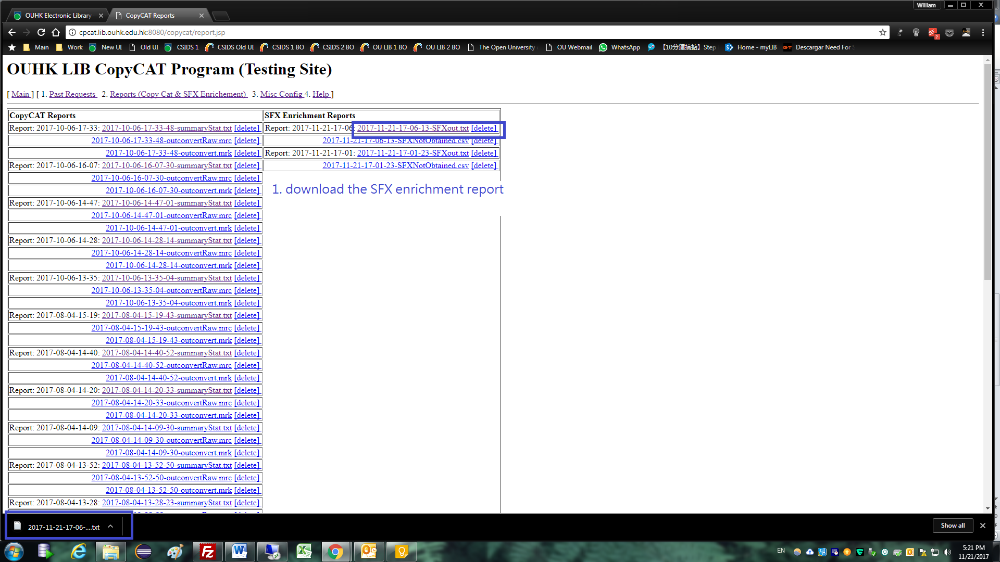 William
OUHK Electronic Library
CopyCAT Reports
cpcat.lib.ouhk.edu.hk:8080/copycat/report.jsp
Main Work New UI Old UI CSIDS 1 CSIDS Old UI CSIDS 1 BO CSIDS 2 BO OU LIB 1 BO OU LIB 2 BO The Open University OU Webmail WhatsApp 【10分鐘搞掂】Step Home - myLIB Descargar Need For S
OUHK LIB CopyCAT Program (Testing Site)
[ Main ] [ 1. Past Requests 2. Reports (Copy Cat & SFX Enrichement) 3. Misc Config 4. Help ]
CopyCAT Reports SFX Enrichment Reports
Report: 2017-10-06-17-33: 2017-10-06-17-33-48-summaryStat.txt [delete] Report: 2017-11-21-17-06: 2017-11-21-17-06-13-SFXout.txt [delete]
2017-10-06-17-33-48-outconvertRaw.mrc [delete] 2017-11-21-17-06-13-SFXNotObtained.csv [delete]
2017-10-06-17-33-48-outconvert.mrk [delete] Report: 2017-11-21-17-01: 2017-11-21-17-01-23-SFXout.txt [delete]
Report: 2017-10-06-16-07: 2017-10-06-16-07-30-summaryStat.txt [delete] 2017-11-21-17-01-23-SFXNotObtained.csv [delete]
2017-10-06-16-07-30-outconvertRaw.mrc [delete]
1. download the SFX enrichment report
2017-10-06-16-07-30-outconvert.mrk [delete]
Report: 2017-10-06-14-47: 2017-10-06-14-47-01-summaryStat.txt [delete]
2017-10-06-14-47-01-outconvertRaw.mrc [delete]
2017-10-06-14-47-01-outconvert.mrk [delete]
Report: 2017-10-06-14-28: 2017-10-06-14-28-14-summaryStat.txt [delete]
2017-10-06-14-28-14-outconvertRaw.mrc [delete]
2017-10-06-14-28-14-outconvert.mrk [delete]
Report: 2017-10-06-13-35: 2017-10-06-13-35-04-summaryStat.txt [delete]
2017-10-06-13-35-04-outconvertRaw.mrc [delete]
2017-10-06-13-35-04-outconvert.mrk [delete]
Report: 2017-08-04-15-19: 2017-08-04-15-19-43-summaryStat.txt [delete]
2017-08-04-15-19-43-outconvertRaw.mrc [delete]
2017-08-04-15-19-43-outconvert.mrk [delete]
Report: 2017-08-04-14-40: 2017-08-04-14-40-52-summaryStat.txt [delete]
2017-08-04-14-40-52-outconvertRaw.mrc [delete]
2017-08-04-14-40-52-outconvert.mrk [delete]
Report: 2017-08-04-14-20: 2017-08-04-14-20-33-summaryStat.txt [delete]
2017-08-04-14-20-33-outconvertRaw.mrc [delete]
2017-08-04-14-20-33-outconvert.mrk [delete]
Report: 2017-08-04-14-09: 2017-08-04-14-09-30-summaryStat.txt [delete]
2017-08-04-14-09-30-outconvertRaw.mrc [delete]
2017-08-04-14-09-30-outconvert.mrk [delete]
Report: 2017-08-04-13-52: 2017-08-04-13-52-50-summaryStat.txt [delete]
2017-08-04-13-52-50-outconvertRaw.mrc [delete]
2017-08-04-13-52-50-outconvert.mrk [delete]
Report: 2017-08-04-13-28: 2017-08-04-13-28-23-summaryStat.txt [delete]
2017-11-21-17-06-....txt
Show all
EN
5:21 PM
11/21/2017